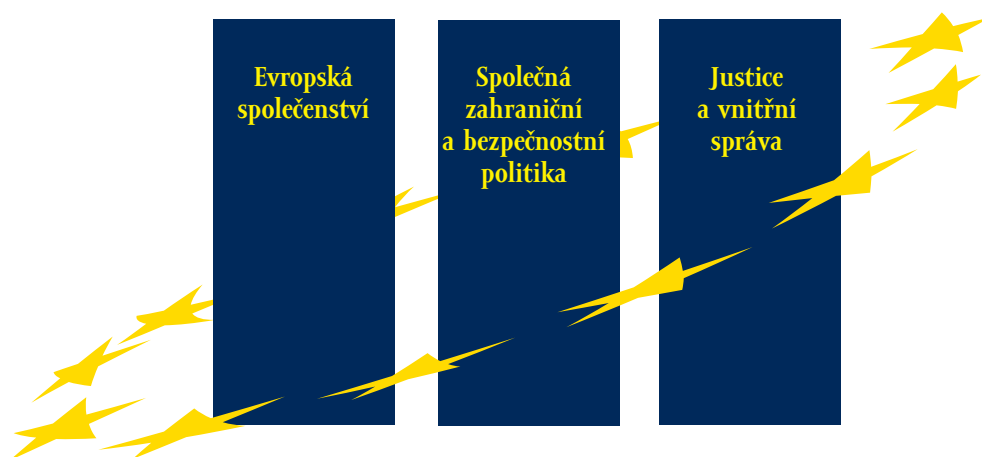 Evropská
společenství
Společná
zahraniční
a bezpečnostní
politika
Justice
a vnitřní
správa